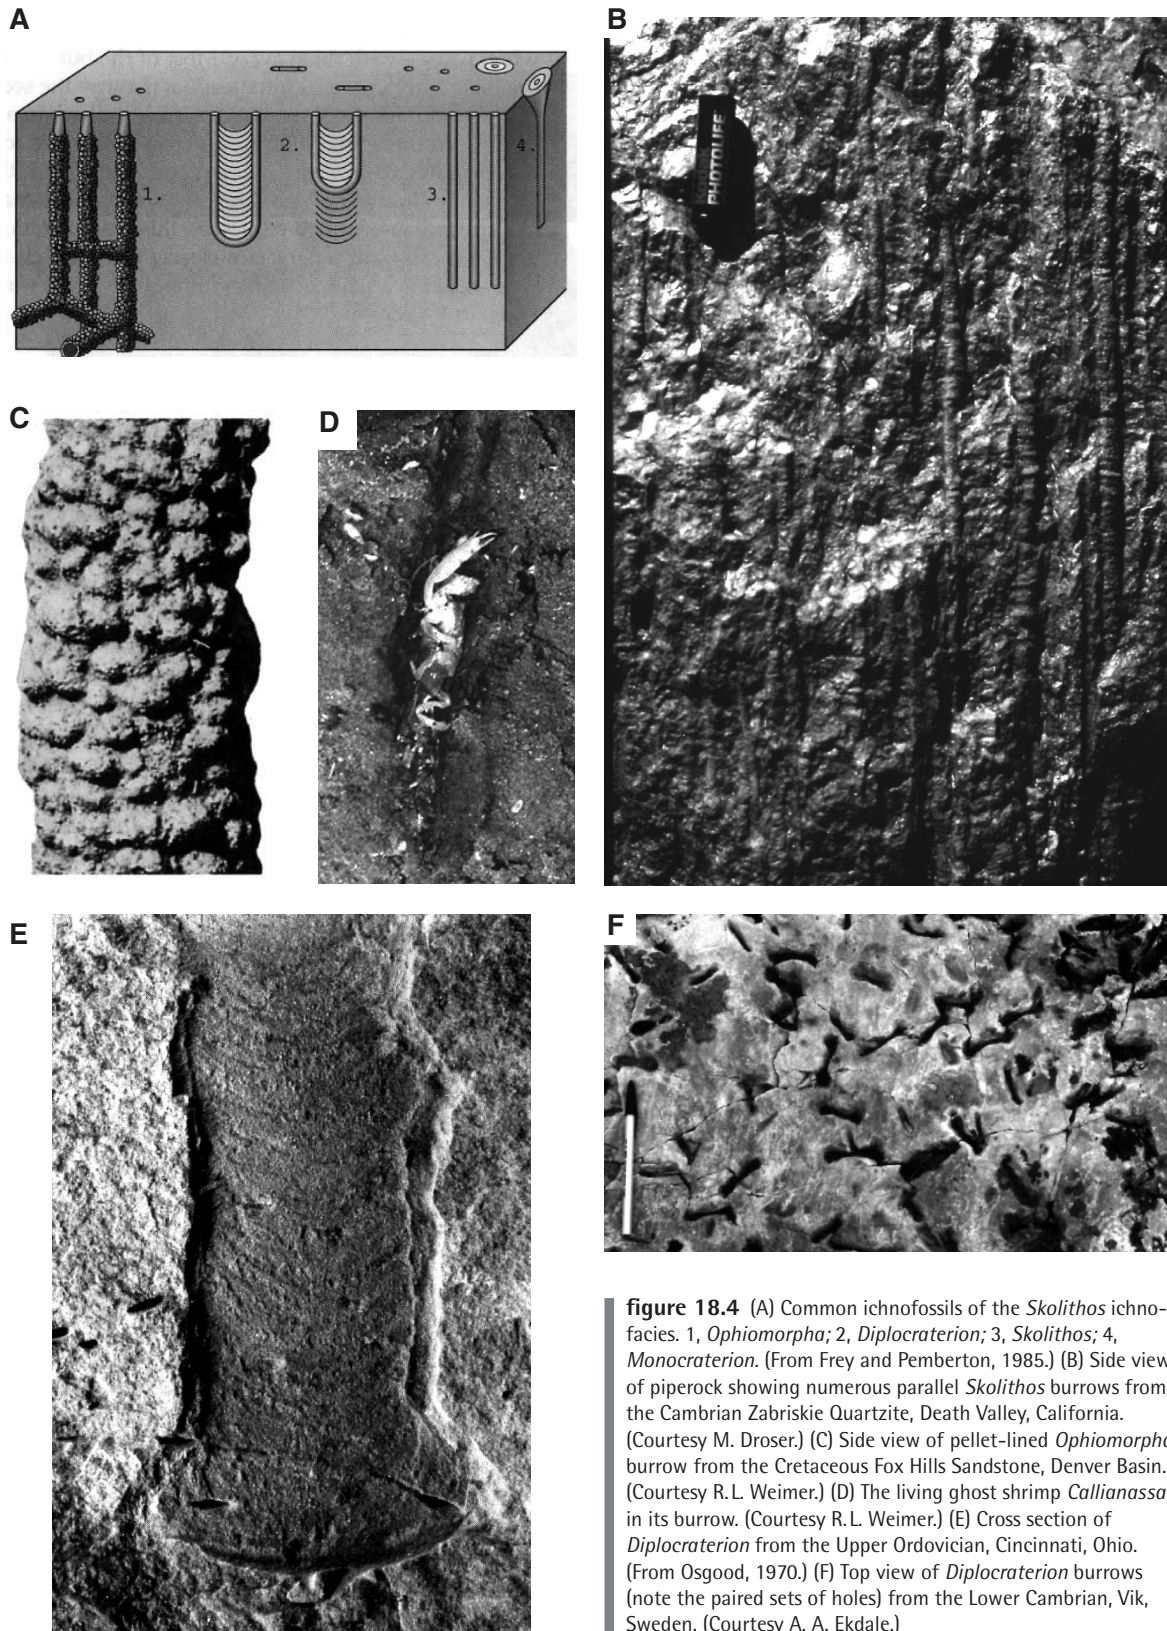 A
B
1.
2.
3.
4.
PHOTOLIFE
C
D
E
F
figure 18.4 (A) Common ichnofossils of the Skolithos ichno-
facies. 1, Ophiomorpha; 2, Diplocraterion; 3, Skolithos; 4,
Monocraterion. (From Frey and Pemberton, 1985.) (B) Side view
of piperock showing numerous parallel Skolithos burrows from
the Cambrian Zabriskie Quartzite, Death Valley, California.
(Courtesy M. Droser.) (C) Side view of pellet-lined Ophiomorpha
burrow from the Cretaceous Fox Hills Sandstone, Denver Basin.
(Courtesy R. L. Weimer.) (D) The living ghost shrimp Callianassa
in its burrow. (Courtesy R. L. Weimer.) (E) Cross section of
Diplocraterion from the Upper Ordovician, Cincinnati, Ohio.
(From Osgood, 1970.) (F) Top view of Diplocraterion burrows
(note the paired sets of holes) from the Lower Cambrian, Vik,
Sweden. (Courtesy A. A. Ekdale.)